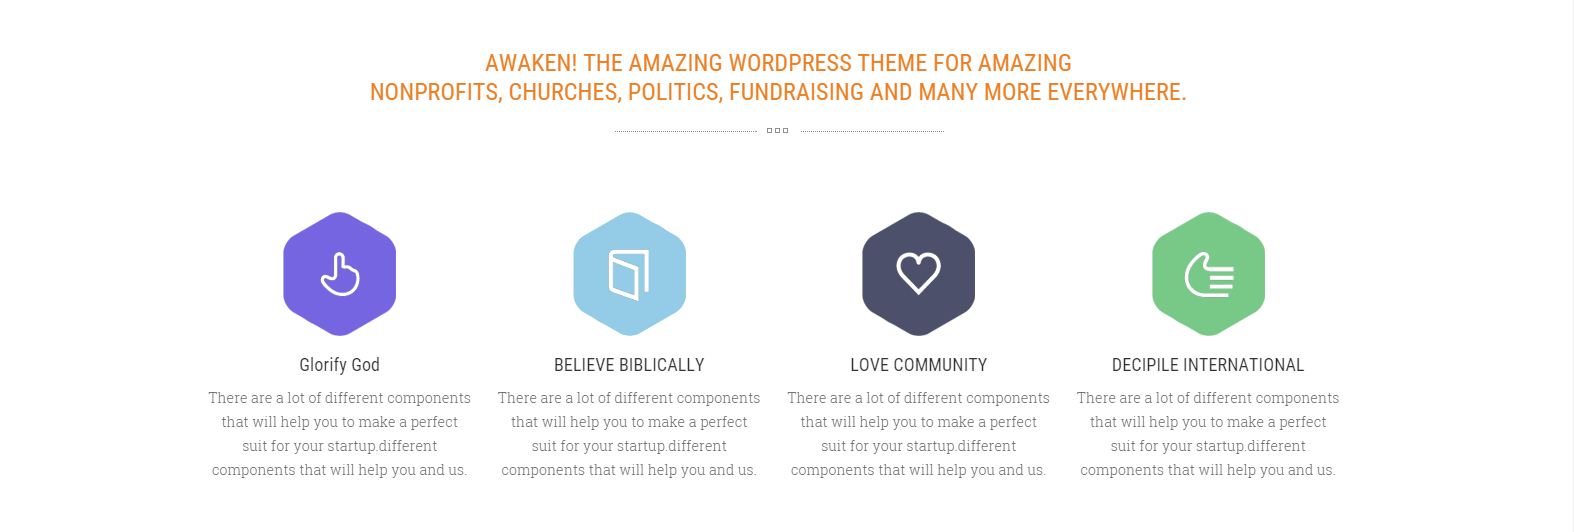 AWAKEN! THE AMAZING WORDPRESS THEME FOR AMAZING
NONPROFITS, CHURCHES, POLITICS, FUNDRAISING AND MANY MORE EVERYWHERE.
Glorify God
There are a lot of different components
that will help you to make a perfect
suit for your startup.different
components that will help you and us.
BELIEVE BIBLICALLY
There are a lot of different components
that will help you to make a perfect
suit for your startup.different
components that will help you and us.
LOVE COMMUNITY
There are a lot of different components
that will help you to make a perfect
suit for your startup.different
components that will help you and us.
DECIPILE INTERNATIONAL
There are a lot of different components
that will help you to make a perfect
suit for your startup.different
components that will help you and us.